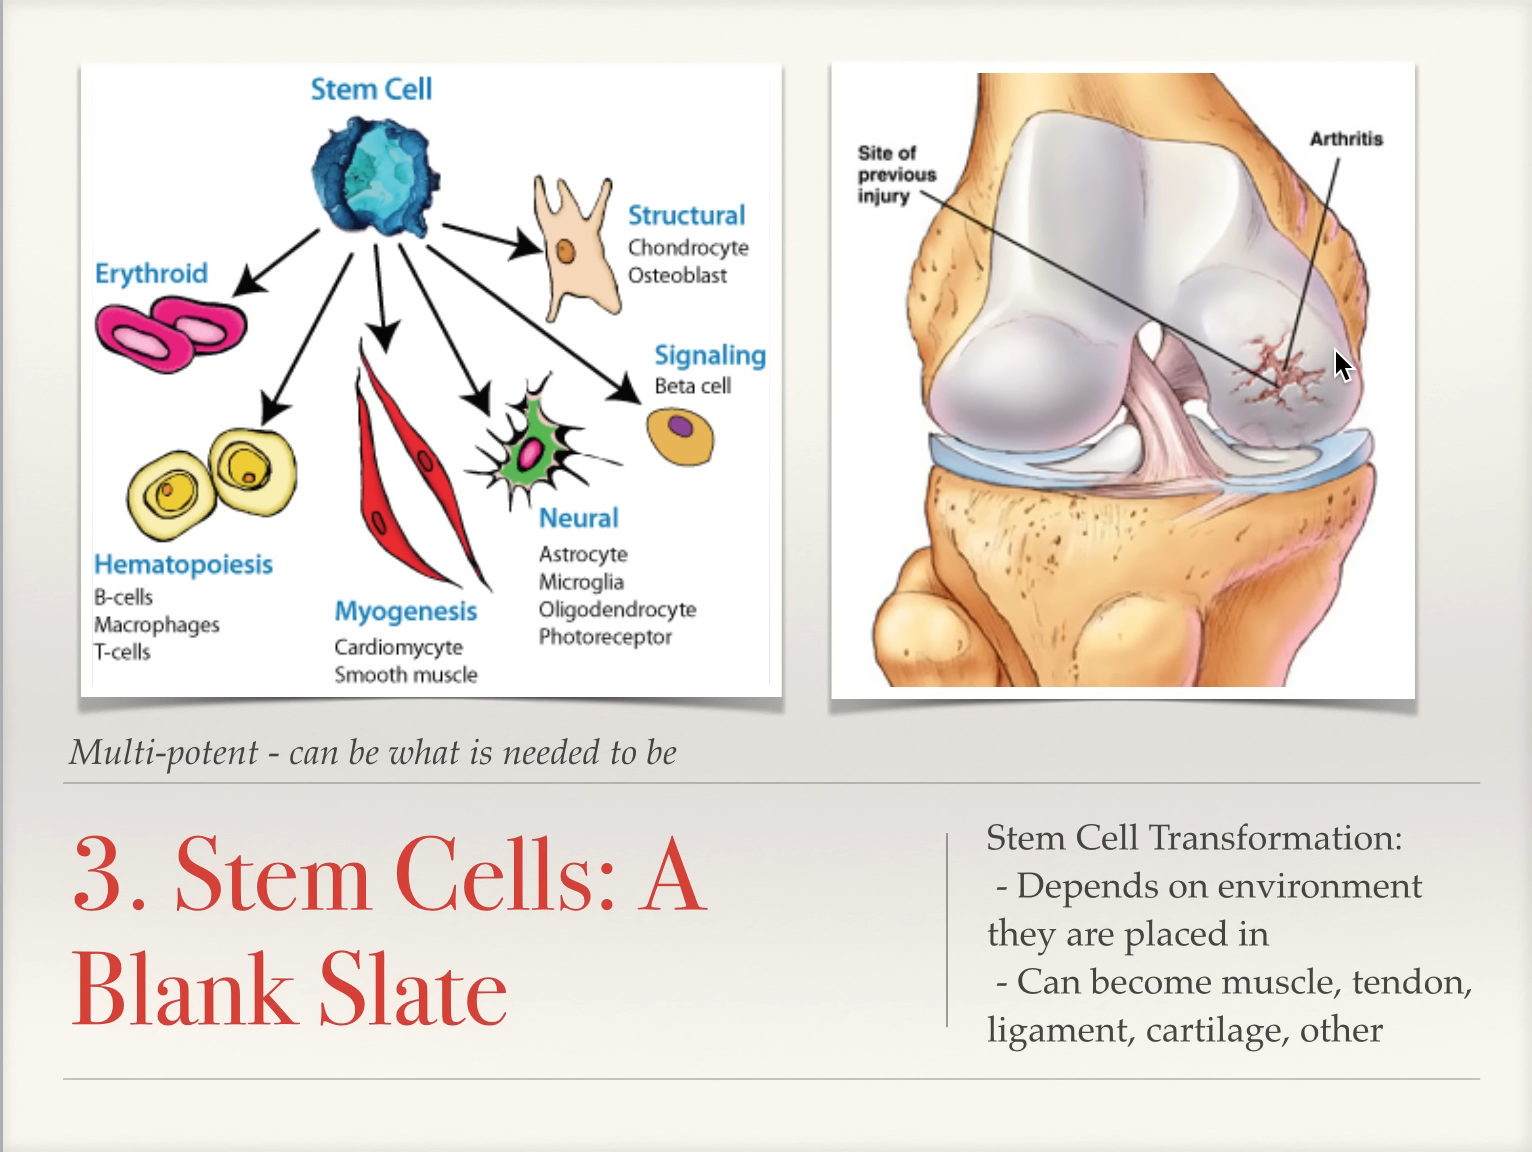 Stem Cell
Structural
Chondrocyte
Osteoblast
Erythroid
Signaling
Beta cell
Neural
Astrocyte
Microglia
Oligodendrocyte
Photoreceptor
Hematopoiesis
B-cells
Macrophages
T-cells
Myogenesis
Cardiomycyte
Smooth muscle
Site of
previous
injury
Arthritis
Multi-potent - can be what is needed to be
3. Stem Cells: A
Blank Slate
Stem Cell Transformation:
- Depends on environment
they are placed in
- Can become muscle, tendon,
ligament, cartilage, other